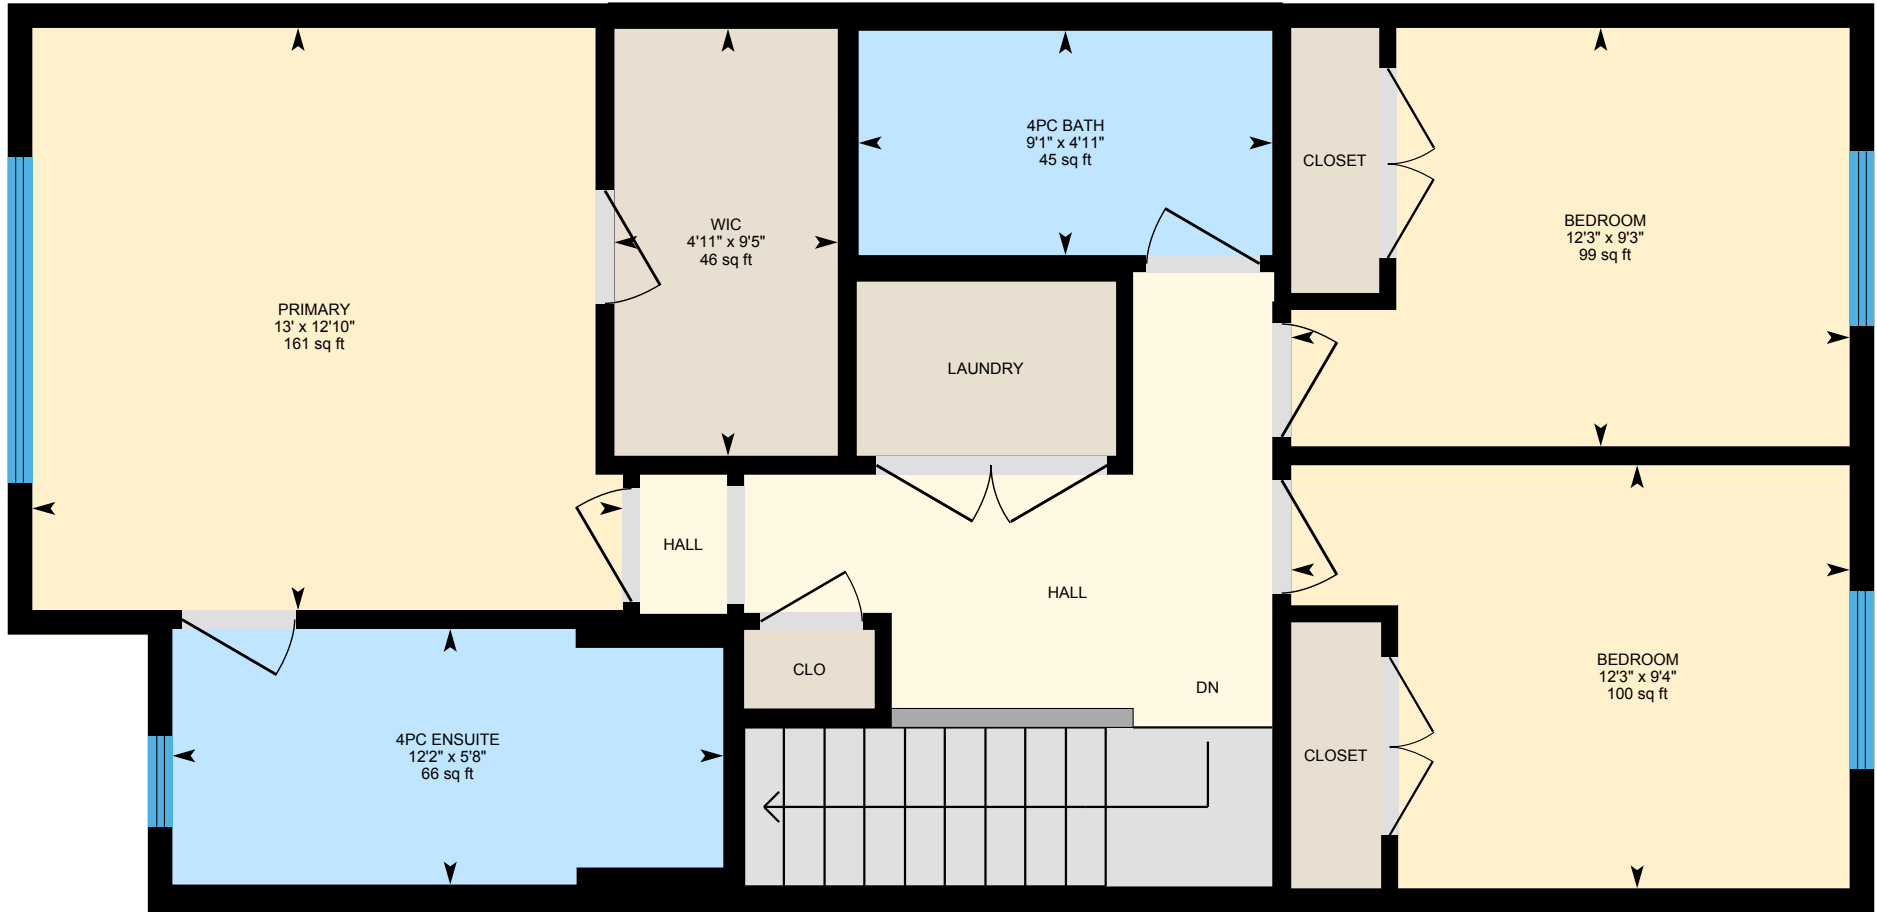 PRIMARY
13' x 12'10"
161 sq ft
WIC
4'11" x 9'5"
46 sq ft
4PC BATH
9'1" x 4'11"
45 sq ft
CLOSET
BEDROOM
12'3" x 9'3"
99 sq ft
LAUNDRY
HALL
HALL
CLO
DN
4PC ENSUITE
12'2" x 5'8"
66 sq ft
CLOSET
BEDROOM
12'3" x 9'4"
100 sq ft